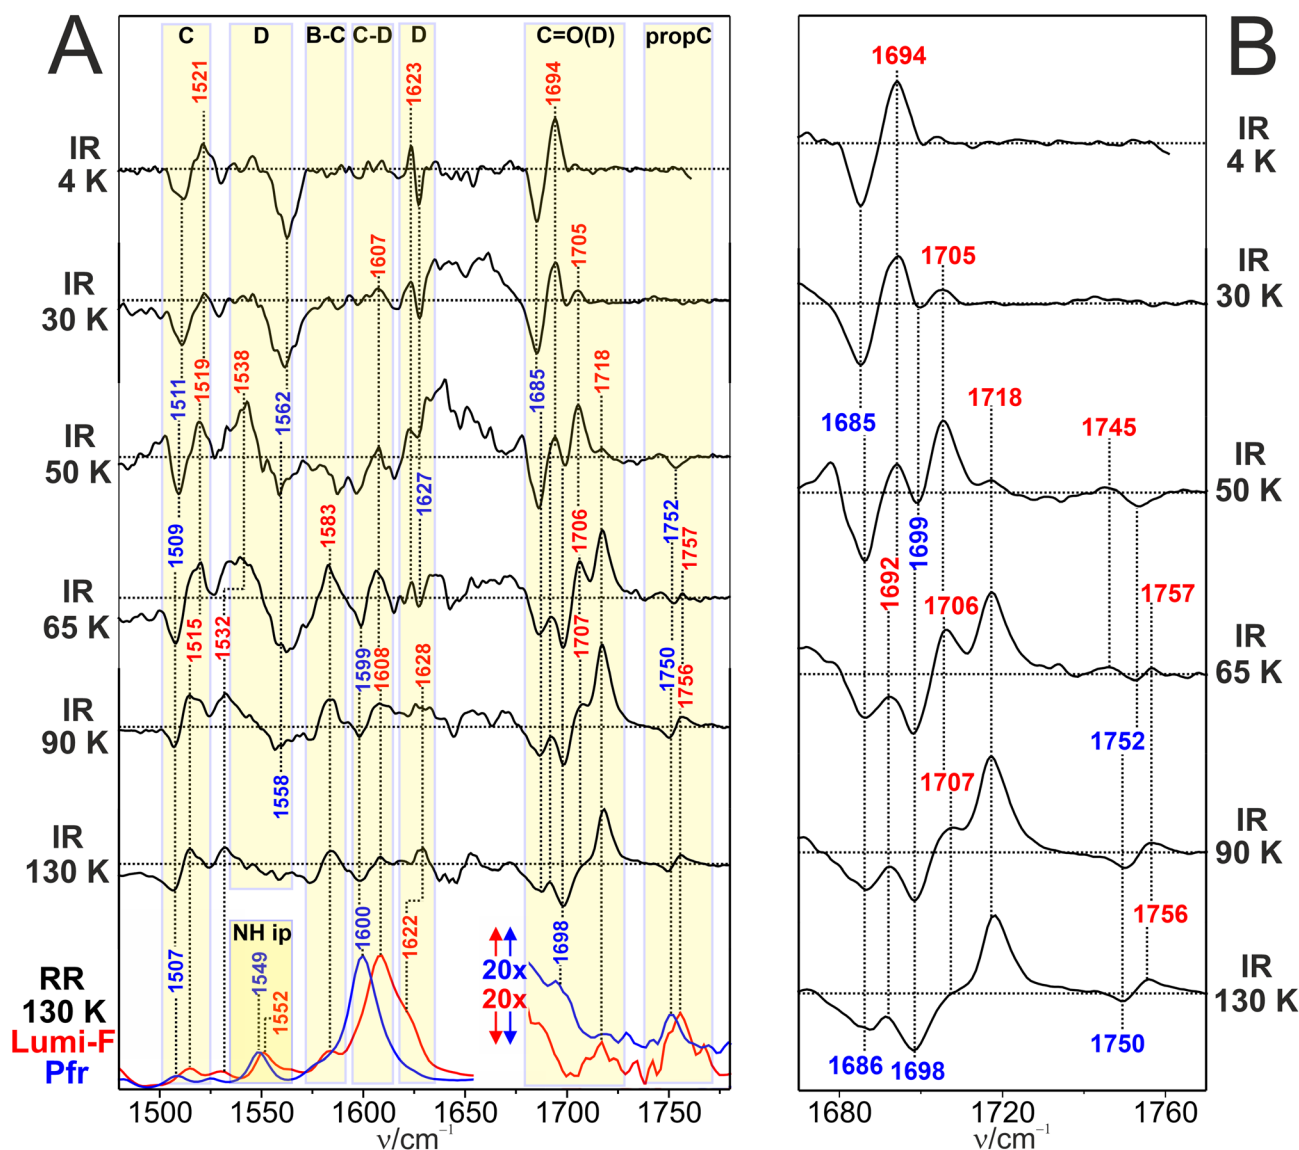 A
C
D
B-C
C-D
D
C=O(D)
propC
1521
1623
1694
IR
4 K
1607
1705
IR
30 K
1511
1519
1538
1562
1685
1718
IR
50 K
1627
1509
1583
1752
1706
1757
IR
65 K
1515
1532
1599
1608
1628
1707
1750
1756
IR
90 K
1558
IR
130 K
NH ip
1507
1549
1552
1600
1622
1698
20x
20x
RR
130 K
Lumi-F
Pfr
1500
1550
1600
1650
1700
1750
ν/cm⁻¹
B
1694
IR
4 K
1705
IR
30 K
1685
1718
1745
IR
50 K
1699
1692
1706
1757
IR
65 K
1752
1707
IR
90 K
1756
IR
130 K
1750
1686
1698
1680
1720
1760
ν/cm⁻¹